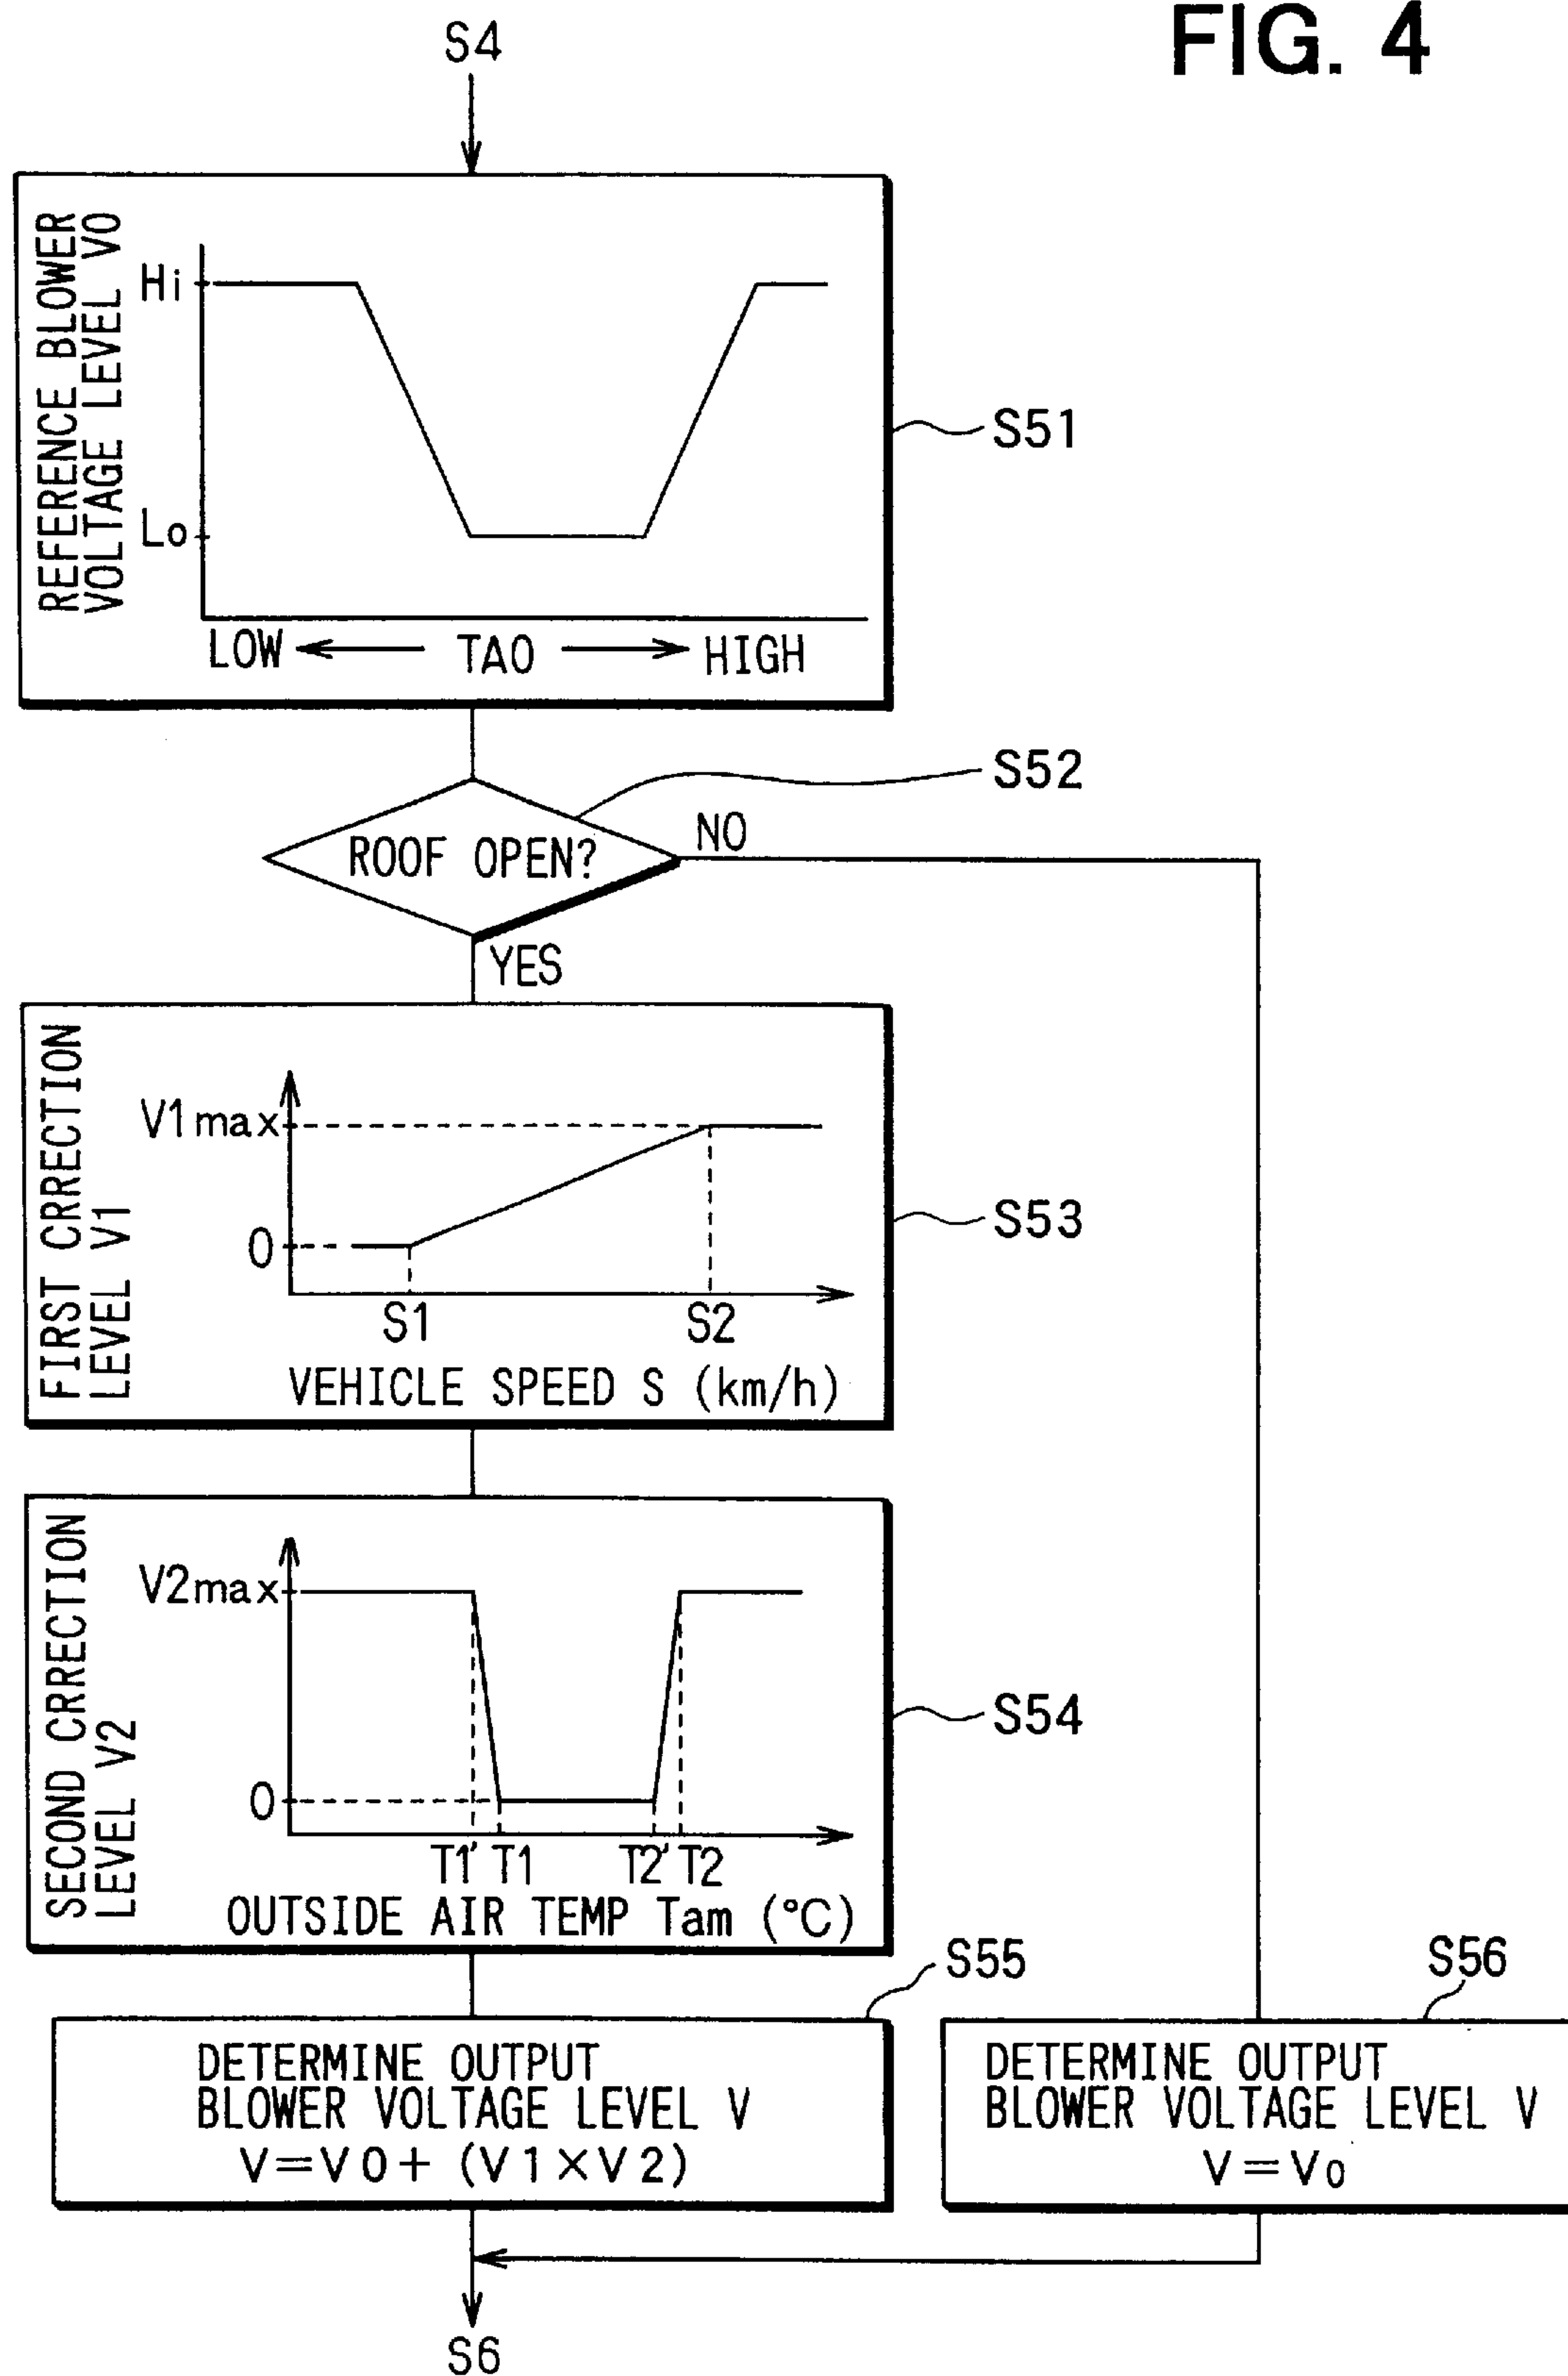 FIG. 4
S4
REFERENCE BLOWER
VOLTAGE LEVEL V0
Hi
Lo
LOW
TAO
HIGH
S51
S52
ROOF OPEN?
NO
YES
FIRST CRRECTION
LEVEL V1
V1max
0
S1
S2
VEHICLE SPEED S (km/h)
S53
SECOND CRRECTION
LEVEL V2
V2max
0
T1' T1
T2' T2
OUTSIDE AIR TEMP Tam (°C)
S54
S55
DETERMINE OUTPUT
BLOWER VOLTAGE LEVEL V
V=V0+ (V1×V2)
S56
DETERMINE OUTPUT
BLOWER VOLTAGE LEVEL V
V=V0
S6